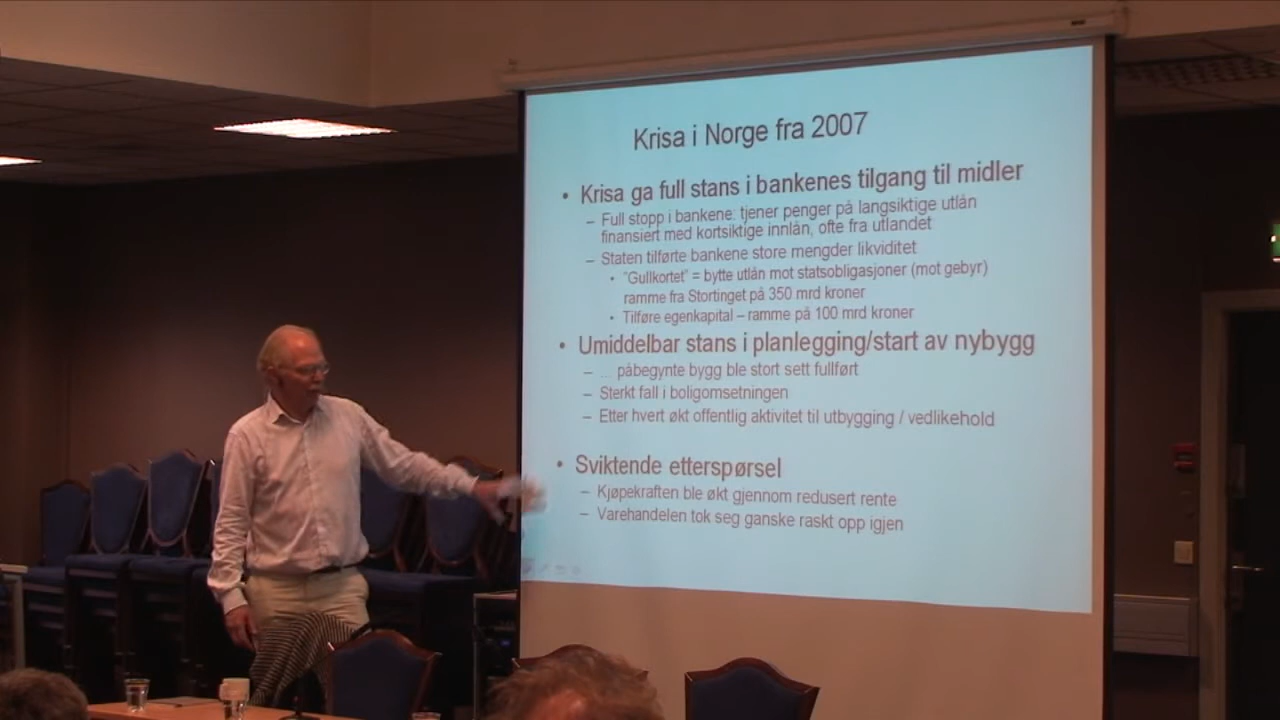 Krisa i Norge fra 2007
• Krisa ga full stans i bankenes tilgang til midler
– Full stopp i bankene: tjener penger på langsiktige utlån
finansiert med kortsiktige innlån, ofte fra utlandet
– Staten tilførte bankene store mengder likviditet
• "Gullkortet" = bytte utlån mot statsobligasjoner (mot gebyr)
ramme fra Stortinget på 350 mrd kroner
• Tilføre egenkapital – ramme på 100 mrd kroner
• Umiddelbar stans i planlegging/start av nybygg
– ... påbegynte bygg ble stort sett fullført
– Sterkt fall i boligomsetningen
– Etter hvert økt offentlig aktivitet til utbygging / vedlikehold
• Sviktende etterspørsel
– Kjøpekraften ble økt gjennom redusert rente
– Varehandelen tok seg ganske raskt opp igjen